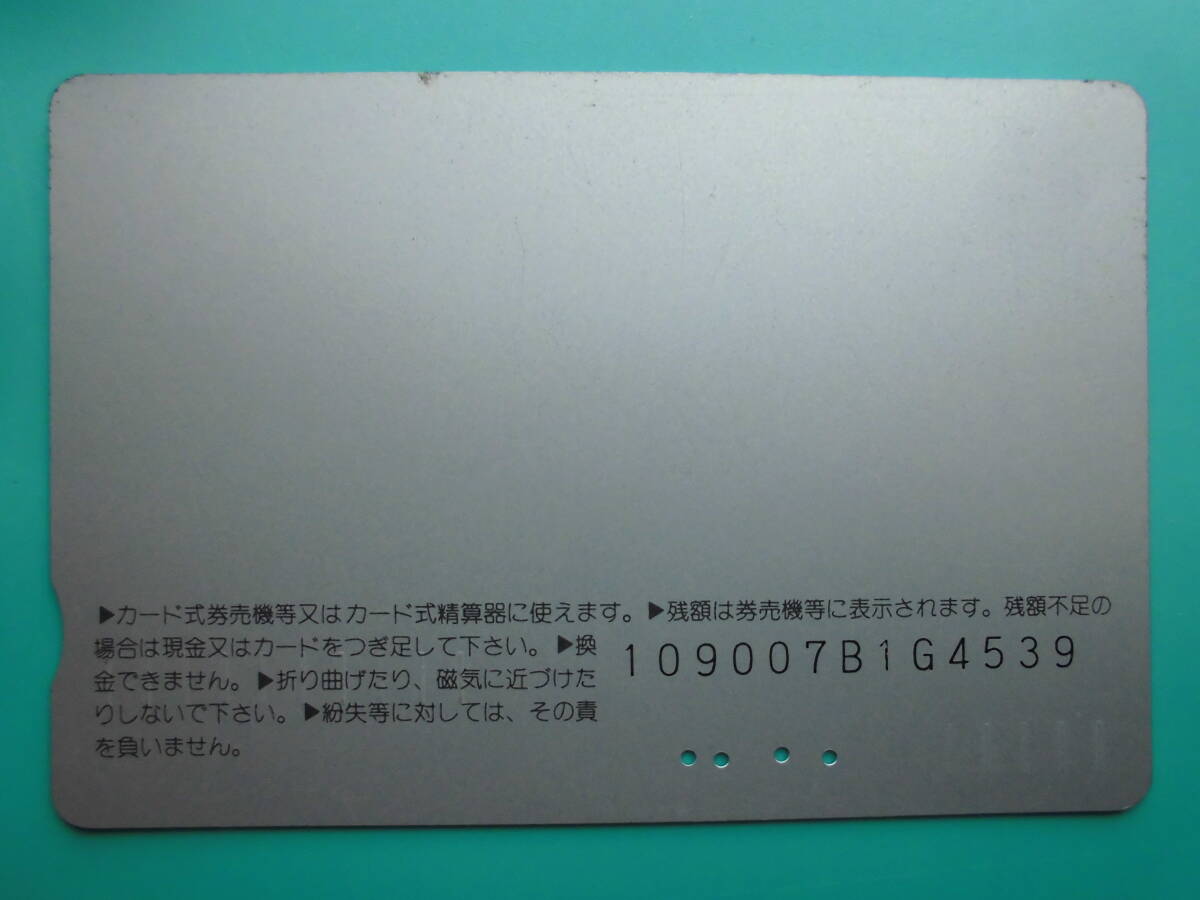 ▶カード式券売機等又はカード式精算器に使えます。▶残額は券売機等に表示されます。残額不足の
場合は現金又はカードをつぎ足して下さい。▶換
金できません。▶折り曲げたり、磁気に近づけた
りしないで下さい。▶紛失等に対しては、その責
を負いません。
109007B1G4539